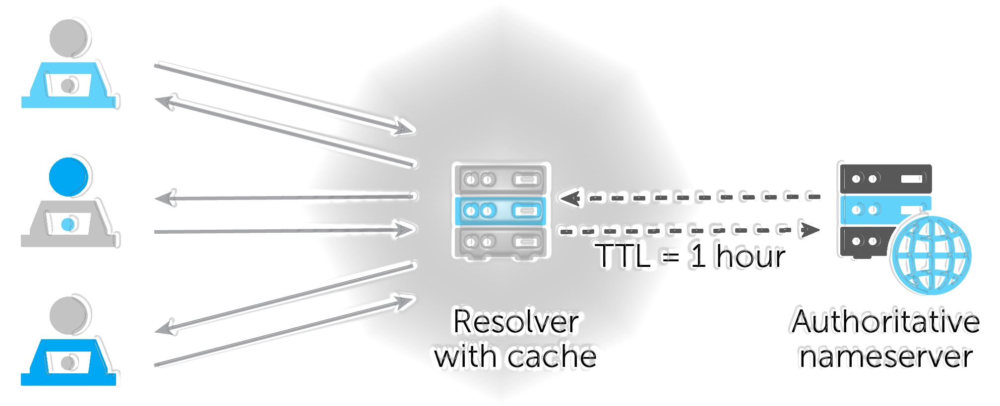 TTL = 1 hour
Resolver
with cache
Authoritative
nameserver